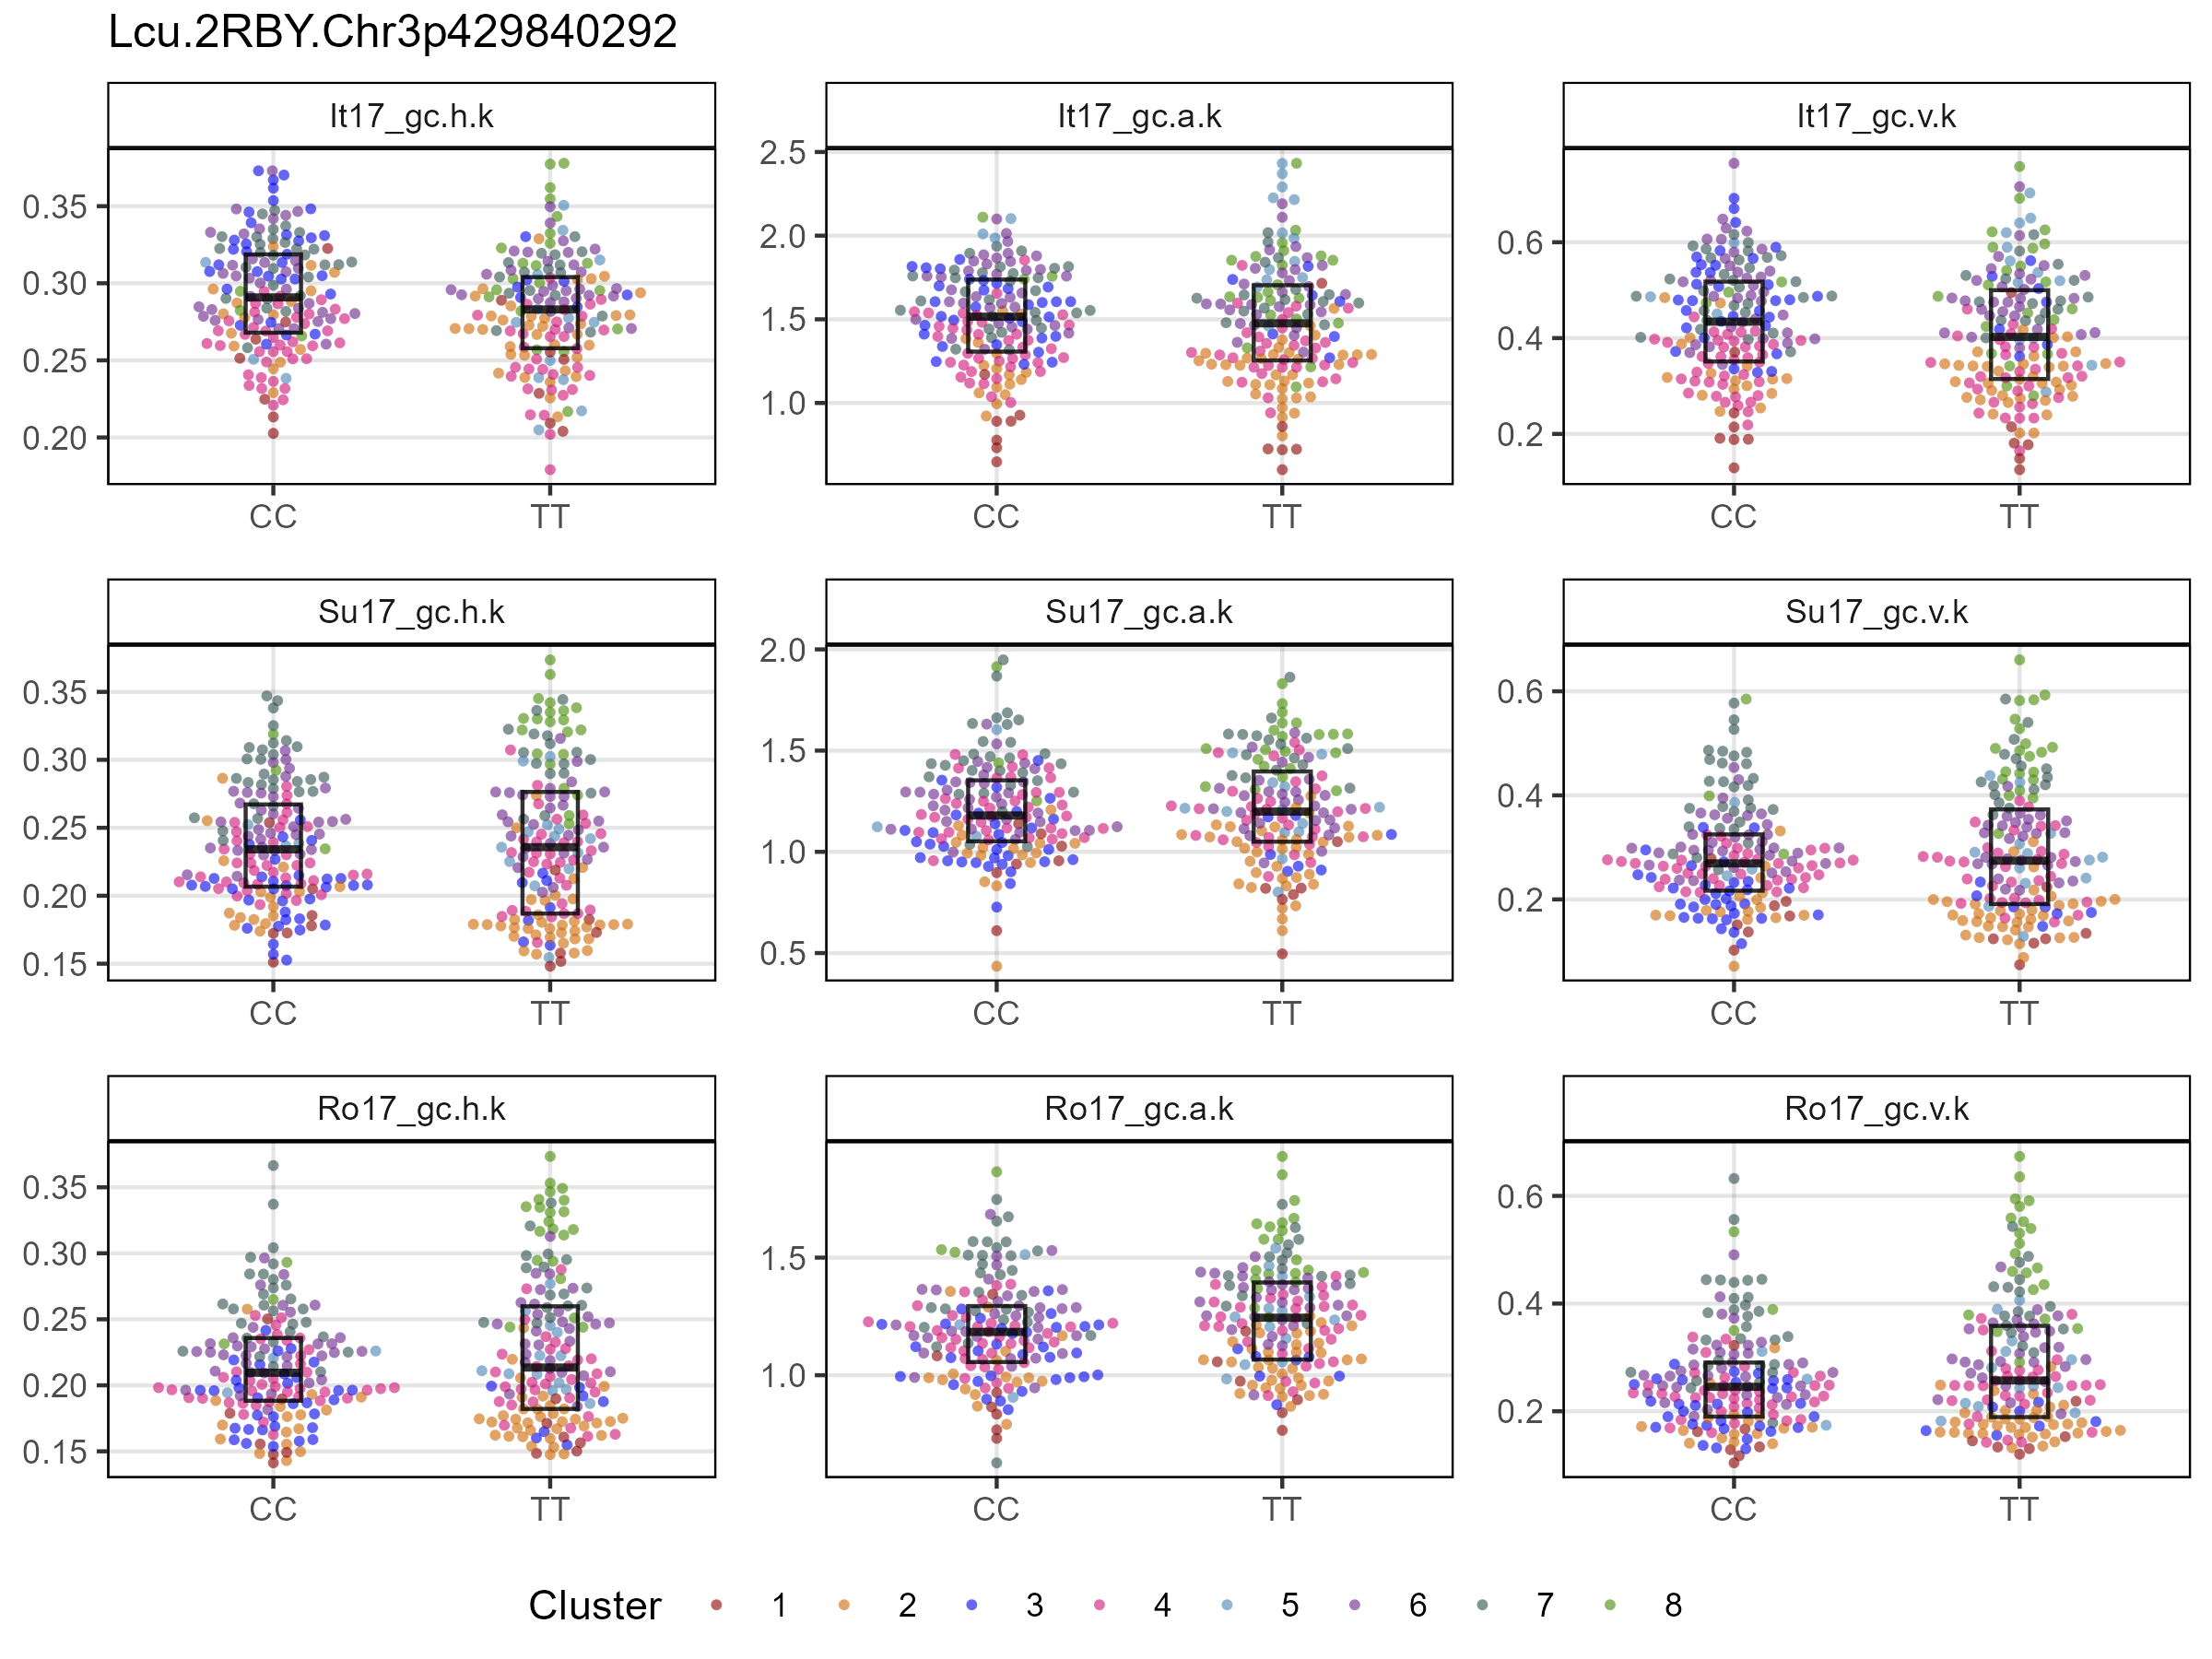 Lcu.2RBY.Chr3p429840292
It17_gc.h.k
It17_gc.a.k
It17_gc.v.k
0.35
0.30
0.25
0.20
CC TT
2.5
2.0
1.5
1.0
CC TT
0.6
0.4
0.2
CC TT
Su17_gc.h.k
Su17_gc.a.k
Su17_gc.v.k
0.35
0.30
0.25
0.20
0.15
CC TT
2.0
1.5
1.0
0.5
CC TT
0.6
0.4
0.2
CC TT
Ro17_gc.h.k
Ro17_gc.a.k
Ro17_gc.v.k
0.35
0.30
0.25
0.20
0.15
CC TT
1.5
1.0
CC TT
0.6
0.4
0.2
CC TT
Cluster 1 2 3 4 5 6 7 8